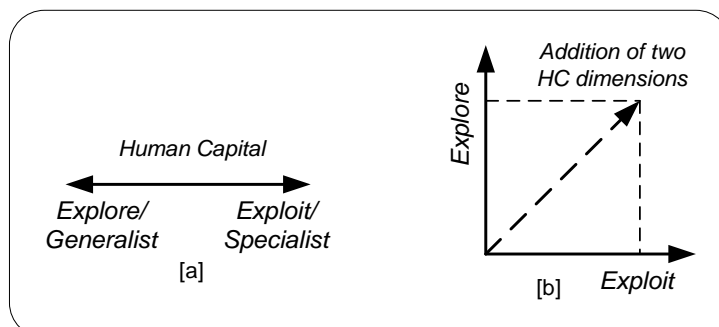 Human Capital
Explore/
Generalist
Exploit/
Specialist
[a]
Addition of two
HC dimensions
Explore
Exploit
[b]